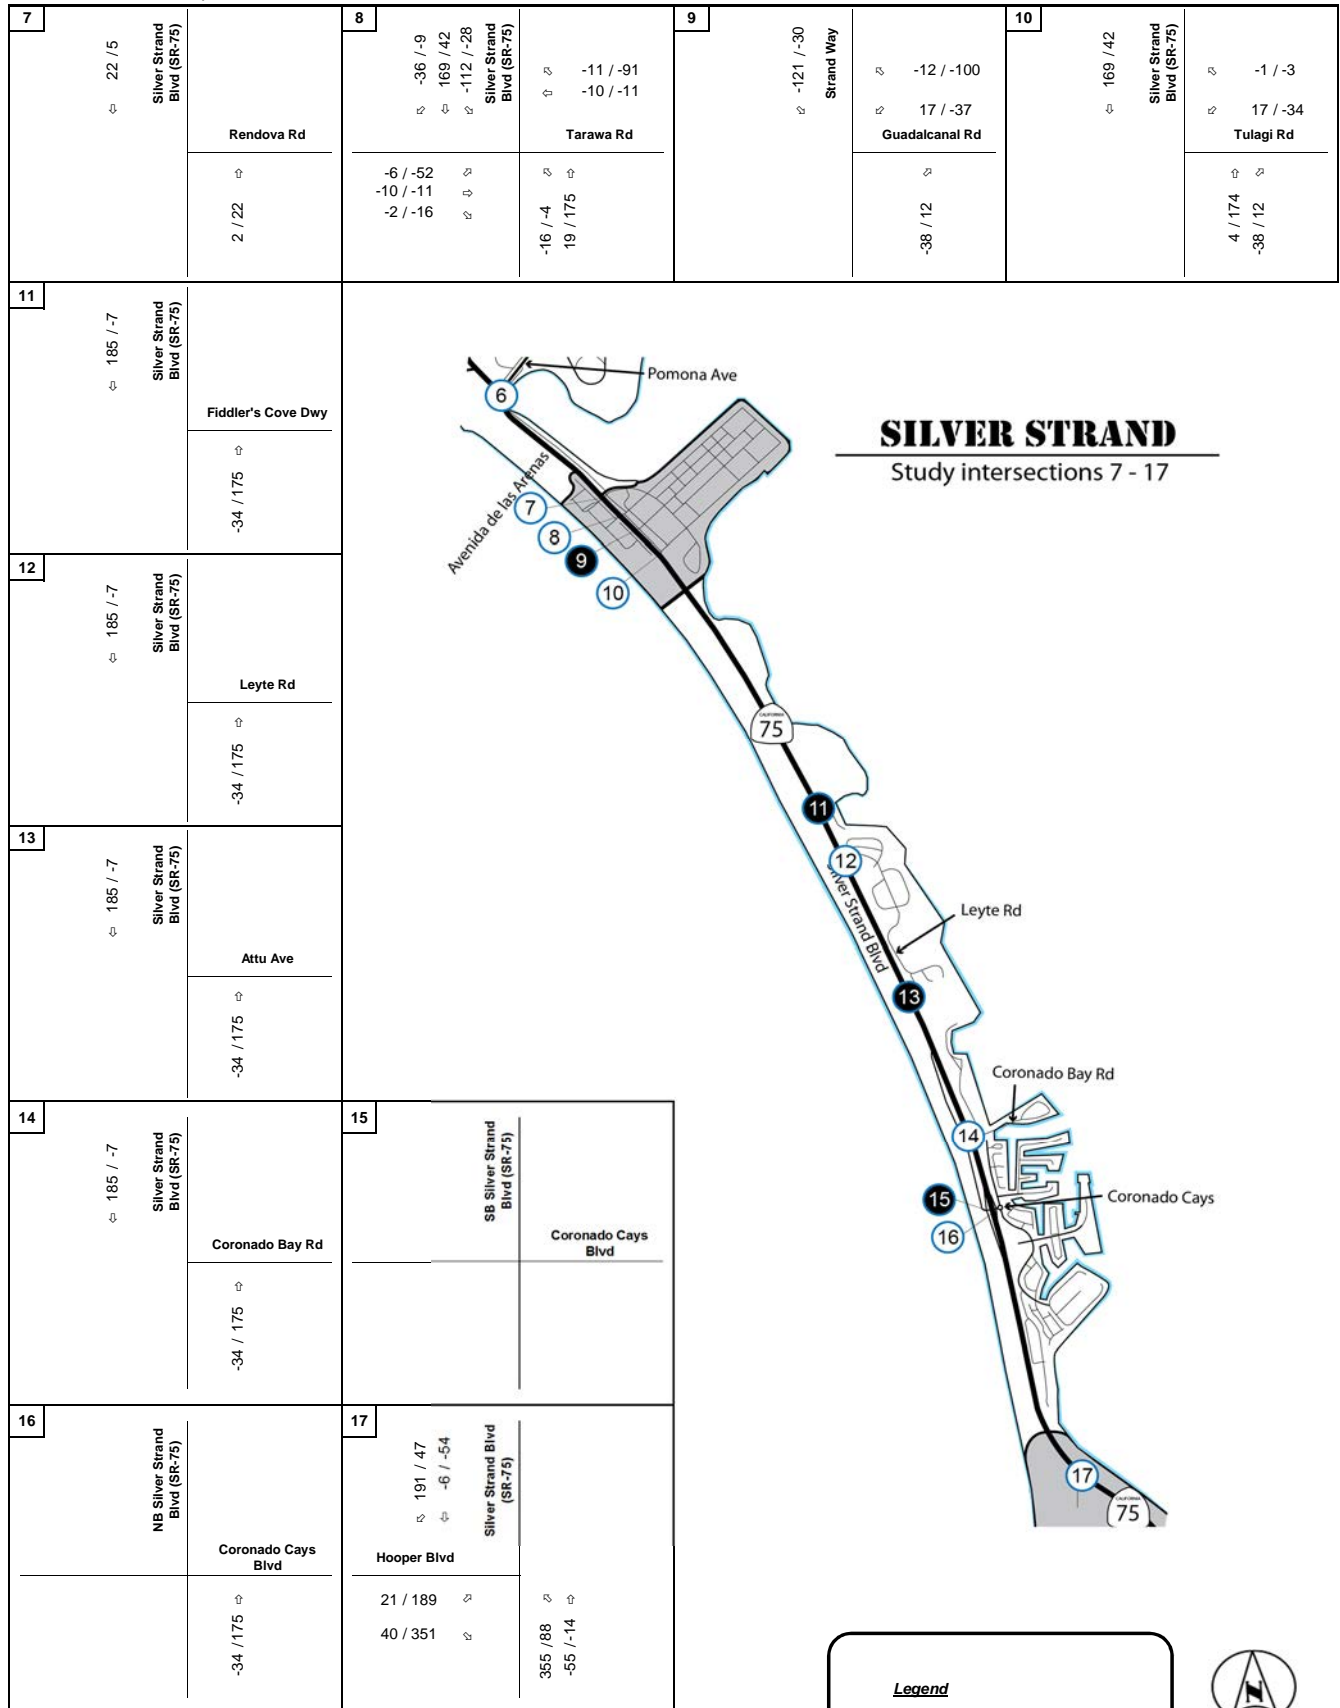 7
22 / 5
Silver Strand
Blvd (SR-75)
Rendova Rd
2 / 22
8
-36 / -9
169 / 42
-112 / -28
Silver Strand
Blvd (SR-75)
-11 / -91
-10 / -11
Tarawa Rd
-6 / -52
-10 / -11
-2 / -16
-16 / -4
19 / 175
9
-121 / -30
Strand Way
-12 / -100
17 / -37
Guadalcanal Rd
-38 / 12
10
169 / 42
Silver Strand
Blvd (SR-75)
-1 / -3
17 / -34
Tulagi Rd
4 / 174
-38 / 12
11
185 / -7
Silver Strand
Blvd (SR-75)
Fiddler's Cove Dwy
-34 / 175
12
185 / -7
Silver Strand
Blvd (SR-75)
Leyte Rd
-34 / 175
13
185 / -7
Silver Strand
Blvd (SR-75)
Attu Ave
-34 / 175
14
185 / -7
Silver Strand
Blvd (SR-75)
Coronado Bay Rd
-34 / 175
15
SB Silver Strand
Blvd (SR-75)
Coronado Cays
Blvd
16
NB Silver Strand
Blvd (SR-75)
Coronado Cays
Blvd
-34 / 175
17
191 / 47
-6 / -54
Silver Strand Blvd
(SR-75)
Hooper Blvd
21 / 189
40 / 351
355 / 88
-55 / -14
SILVER STRAND
Study intersections 7 - 17
Pomona Ave
6
Avenida de las Arenas
7
8
9
10
CALIFORNIA
75
11
12
Silver Strand Blvd
Leyte Rd
13
Coronado Bay Rd
14
15
Coronado Cays
16
17
CALIFORNIA
75
Legend
N